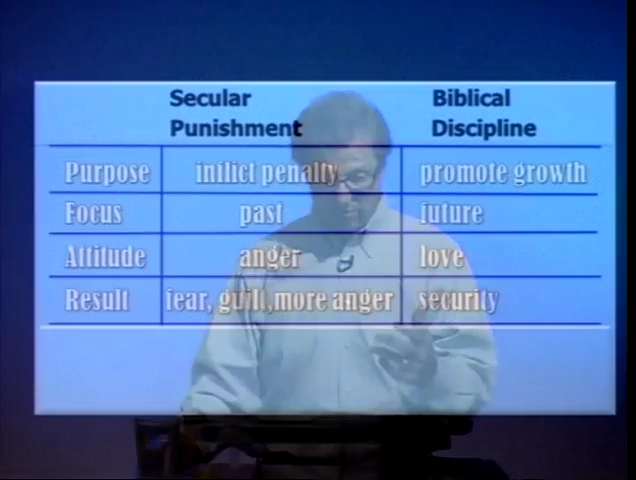 Secular Biblical
Punishment Discipline
Purpose inflict penalty promote growth
Focus past future
Attitude anger love
Result fear, guilt,more anger security